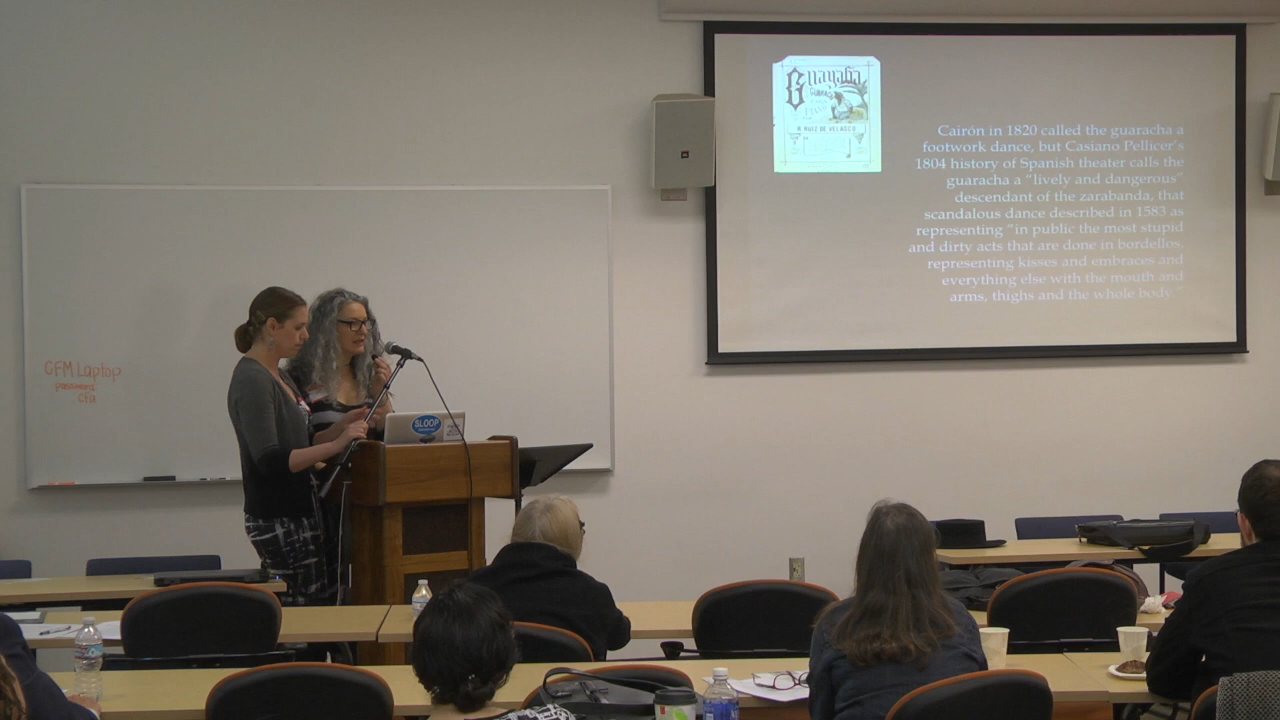 Guayaba
R. RUIZ DE VELASCO
Cairón in 1820 called the guaracha a
footwork dance, but Casiano Pellicer's
1804 history of Spanish theater calls the
guaracha a "lively and dangerous"
descendant of the zarabanda, that
scandalous dance described in 1583 as
representing "in public the most stupid
and dirty acts that are done in bordellos,
representing kisses and embraces and
everything else with the mouth and
arms, thighs and the whole body."
CFM Laptop
password:
cfa
SLOOP